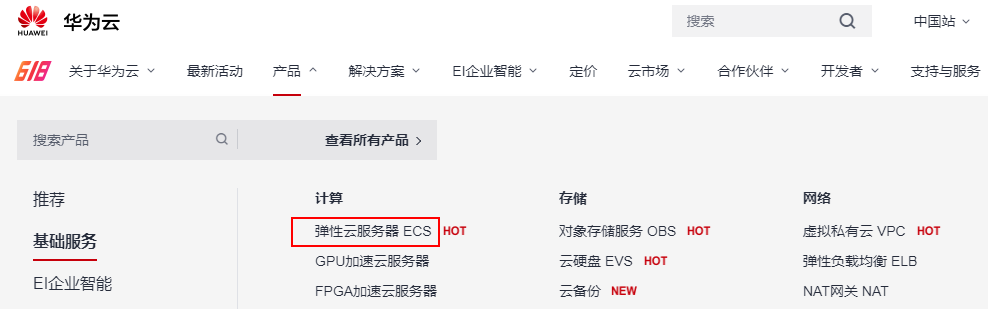 HUAWEI 华为云 搜索 中国站
618 关于华为云 最新活动 产品 解决方案 EI企业智能 定价 云市场 合作伙伴 开发者 支持与服务
搜索产品 查看所有产品
推荐 计算 存储 网络
弹性云服务器 ECS HOT 对象存储服务 OBS HOT 虚拟私有云 VPC HOT
基础服务
GPU加速云服务器 云硬盘 EVS HOT 弹性负载均衡 ELB
EI企业智能
FPGA加速云服务器 云备份 NEW NAT网关 NAT